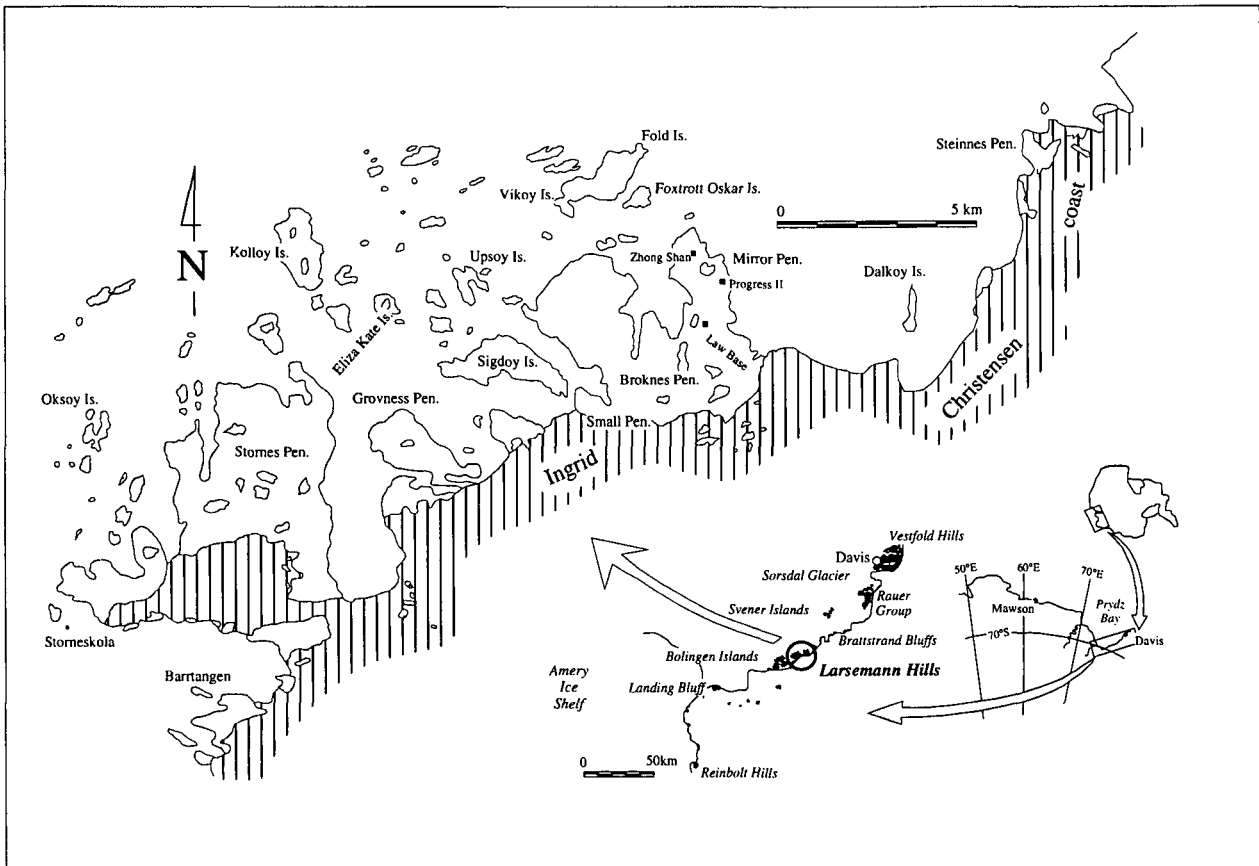 Fold Is.
Steinnes Pen.
Vikoy Is.
Foxtrott Oskar Is.
0 5 km
coast
N
Kolloy Is.
Upsoy Is.
Zhong Shan
Mirror Pen.
Dalkoy Is.
Progress II
Eliza Kate Is.
Law Base
Sigdoy Is.
Broknes Pen.
Christensen
Oksoy Is.
Grovness Pen.
Small Pen.
Stornes Pen.
Ingrid
Vestfold Hills
Davis
Sorsdal Glacier
50°E
60°E
70°E
Rauer
Group
Mawson
Prydz
Bay
Svener Islands
70°S
Davis
Storneskola
Brattstrand Bluffs
Bolingen Islands
Larsemann Hills
Barrtangen
Amery
Ice
Shelf
Landing Bluff
0 50km
Reinbolt Hills